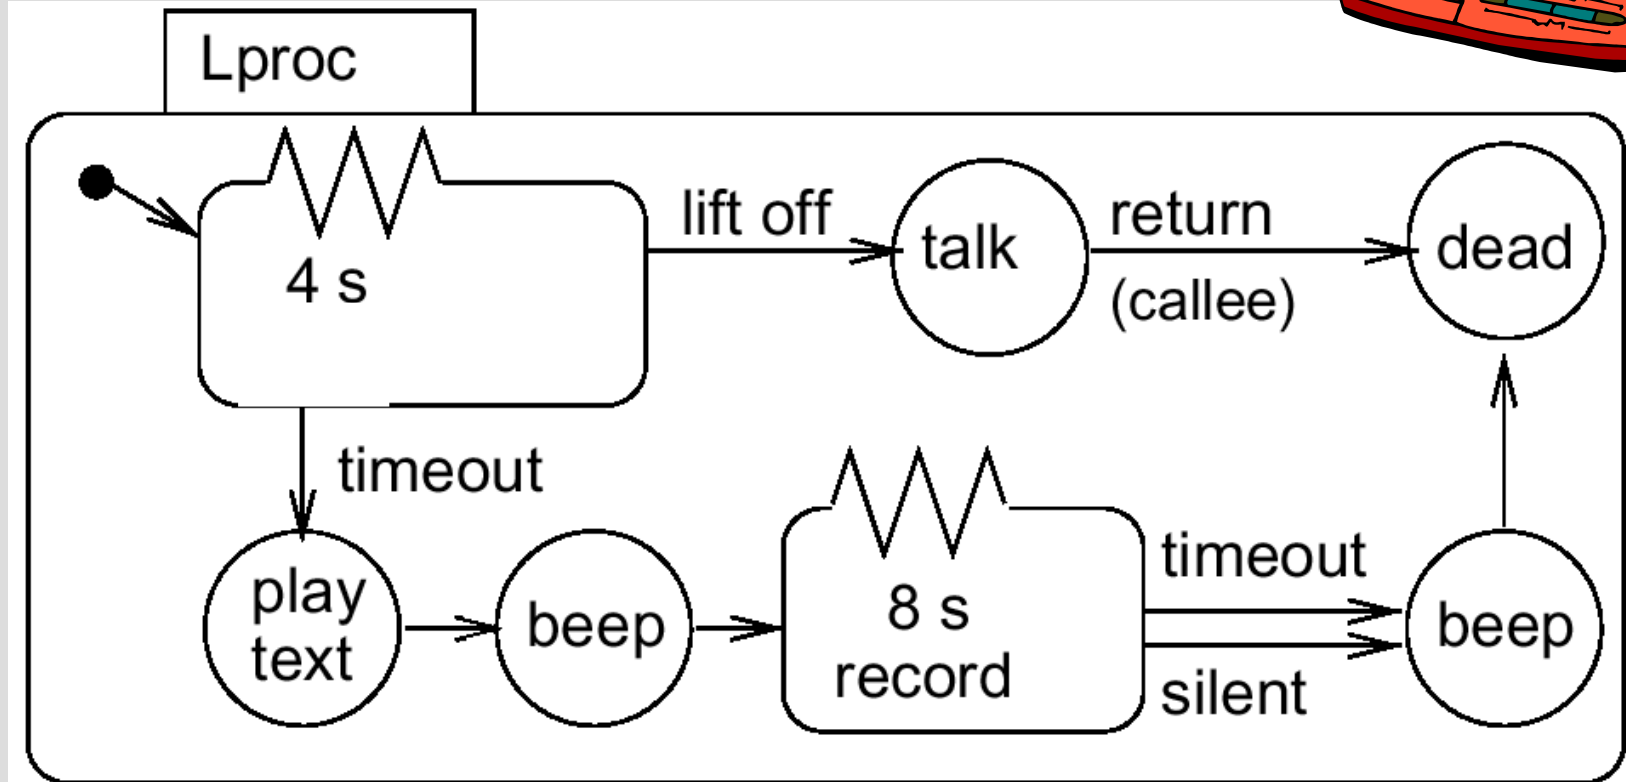 Lproc
lift off
return
talk
dead
4 s
(callee)
timeout
timeout
play
text
beep
8 s
record
beep
silent